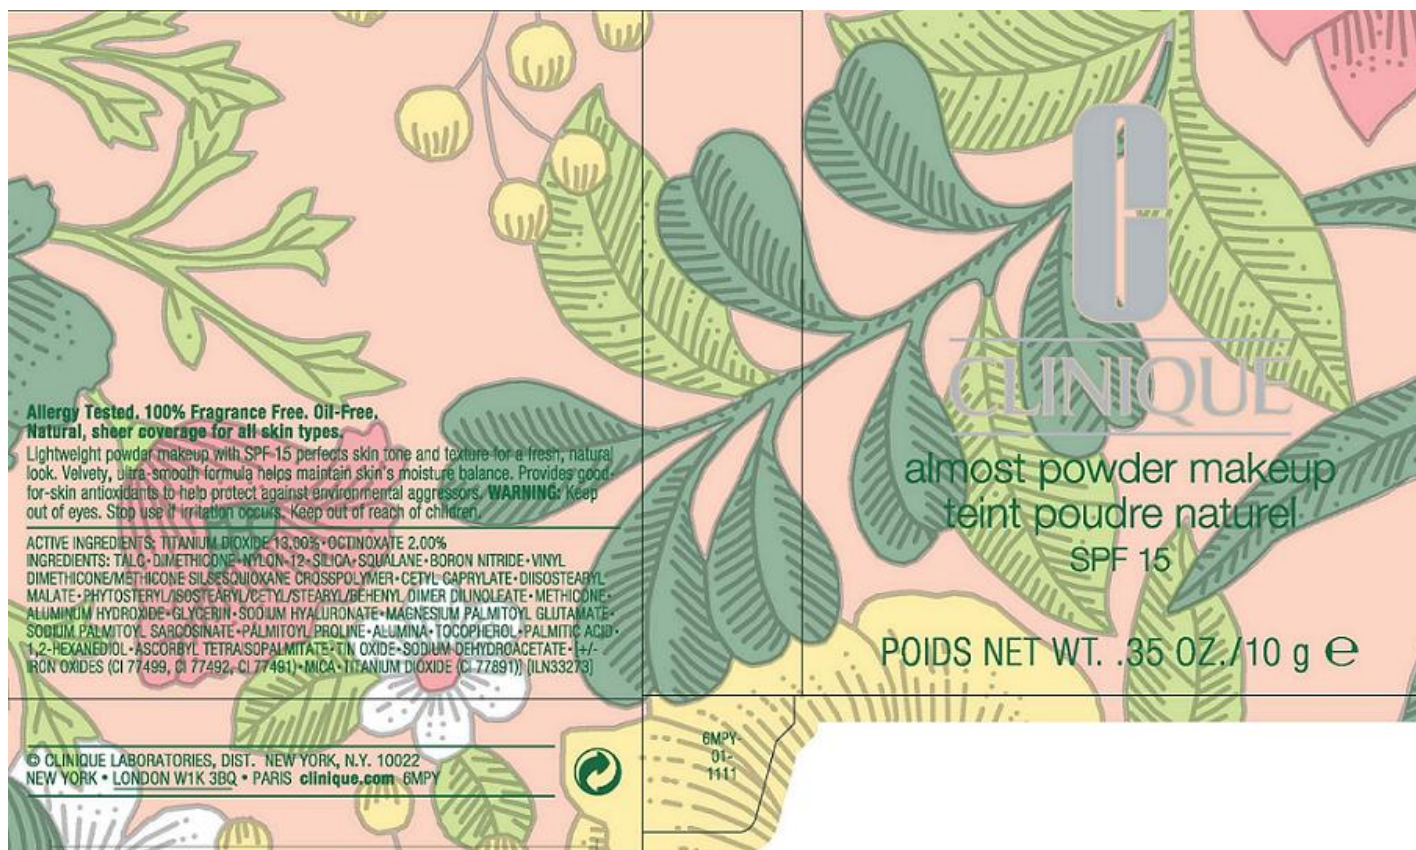 Allergy Tested. 100% Fragrance Free. Oil-Free.
Natural, sheer coverage for all skin types.
Lightweight powder makeup with SPF 15 perfects skin tone and texture for a fresh, natural
look. Velvety, ultra-smooth formula helps maintain skin's moisture balance. Provides good-
for-skin antioxidants to help protect against environmental aggressors. WARNING: Keep
out of eyes. Stop use if irritation occurs. Keep out of reach of children.
ACTIVE INGREDIENTS: TITANIUM DIOXIDE 13.00% • OCTINOXATE 2.00%
INGREDIENTS: TALC • DIMETHICONE • NYLON-12 • SILICA • SQUALANE • BORON NITRIDE • VINYL
DIMETHICONE/METHICONE SILSESQUIOXANE CROSSPOLYMER • CETYL CAPRYLATE • DIISOSTEARYL
MALATE • PHYTOSTERYL/ISOSTEARYL/CETYL/STEARYL/BEHENYL DIMER DILINOLEATE • METHICONE •
ALUMINUM HYDROXIDE • GLYCERIN • SODIUM HYALURONATE • MAGNESIUM PALMITOYL GLUTAMATE •
SODIUM PALMITOYL SARCOSINATE • PALMITOYL PROLINE • ALUMINA • TOCOPHEROL • PALMITIC ACID •
1,2-HEXANEDIOL • ASCORBYL TETRAISOPALMITATE • TIN OXIDE • SODIUM DEHYDROACETATE • [+/-
IRON OXIDES (CI 77499, CI 77492, CI 77491) • MICA • TITANIUM DIOXIDE (CI 77891)] [ILN33273]
© CLINIQUE LABORATORIES, DIST. NEW YORK, N.Y. 10022
NEW YORK • LONDON W1K 3BQ • PARIS clinique.com 6MPY
6MPY-
01-
1111
C
CLINIQUE
almost powder makeup
teint poudre naturel
SPF 15
POIDS NET WT. .35 OZ./10 g ℮